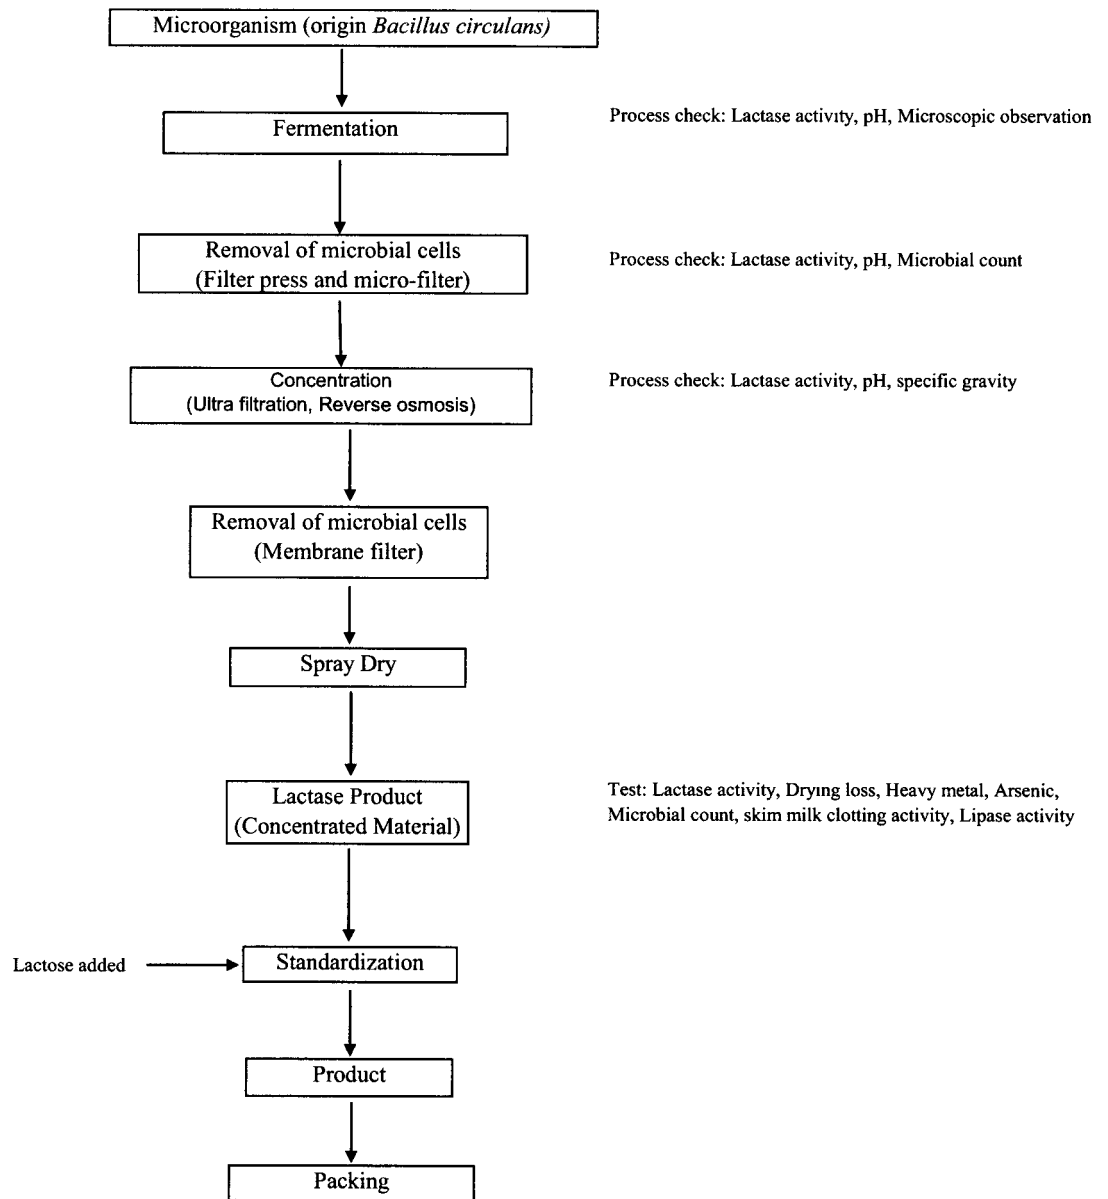 Microorganism (origin Bacillus circulans)
Fermentation
Process check: Lactase activity, pH, Microscopic observation
Removal of microbial cells
(Filter press and micro-filter)
Process check: Lactase activity, pH, Microbial count
Concentration
(Ultra filtration, Reverse osmosis)
Process check: Lactase activity, pH, specific gravity
Removal of microbial cells
(Membrane filter)
Spray Dry
Lactase Product
(Concentrated Material)
Test: Lactase activity, Drying loss, Heavy metal, Arsenic,
Microbial count, skim milk clotting activity, Lipase activity
Lactose added
Standardization
Product
Packing